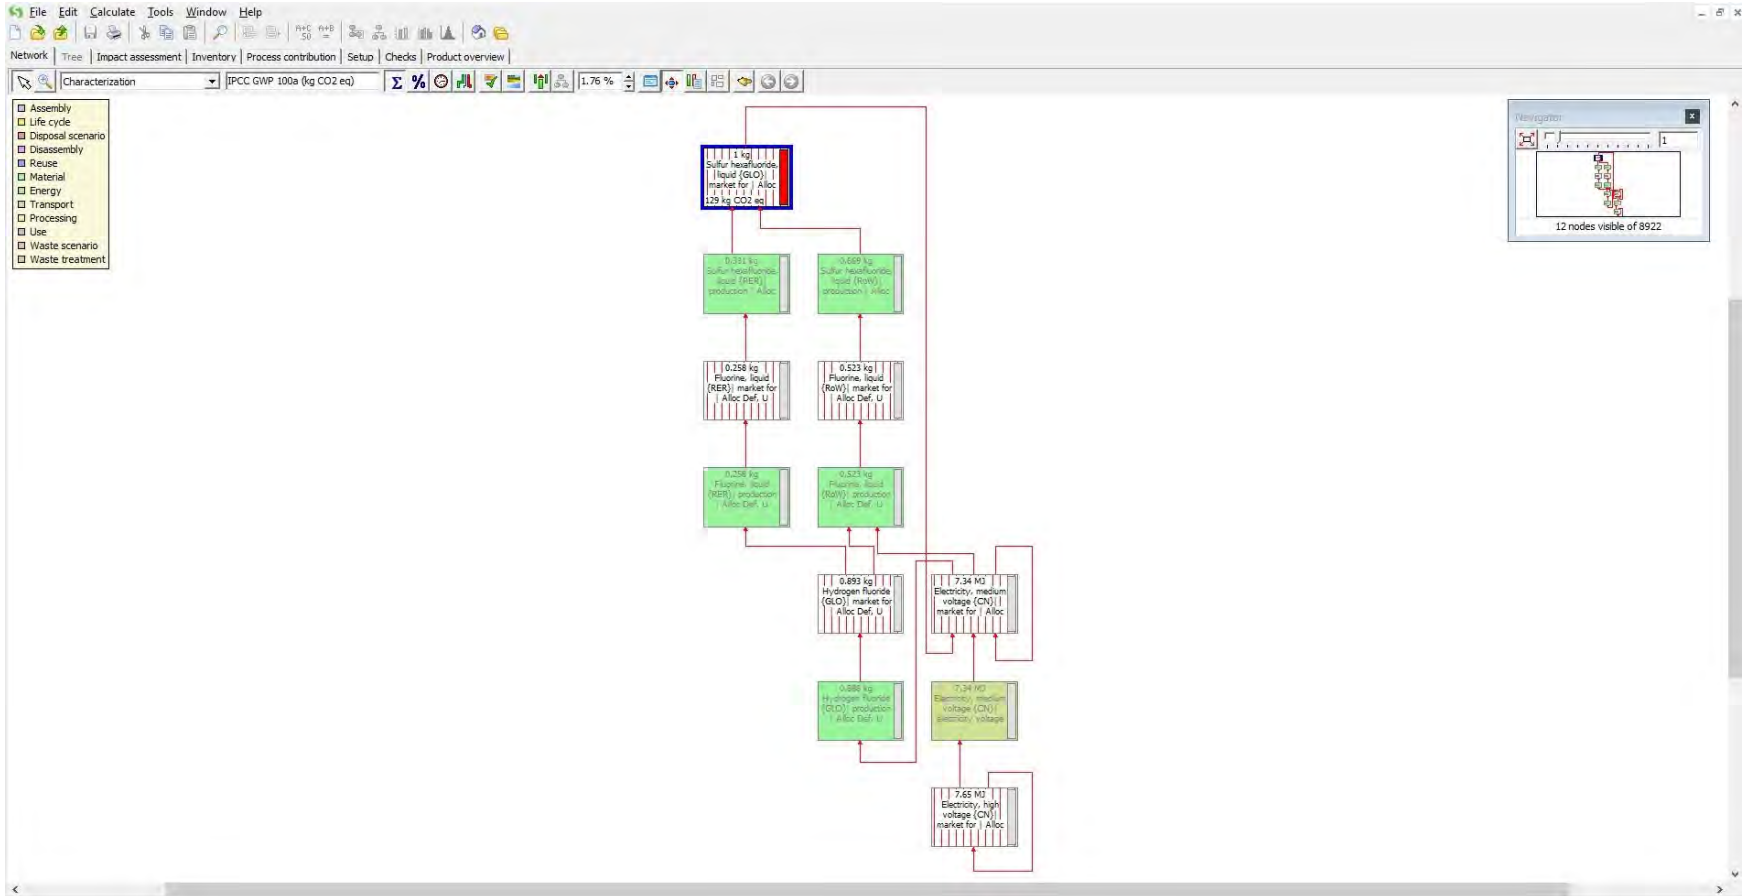 File Edit Calculate Tools Window Help
Network Tree Impact assessment Inventory Process contribution Setup Checks Product overview
Characterization IPCC GWP 100a (kg CO2 eq) Σ % 1.76 %
Assembly
Life cycle
Disposal scenario
Disassembly
Reuse
Material
Energy
Transport
Processing
Use
Waste scenario
Waste treatment
Navigator
1
12 nodes visible of 8922
1 kg
Sulfur hexafluoride,
liquid {GLO}|
market for | Alloc
129 kg CO2 eq
0.331 kg
Sulfur hexafluoride,
liquid {RER}|
production | Alloc
0.669 kg
Sulfur hexafluoride,
liquid {RoW}|
production | Alloc
0.258 kg
Fluorine, liquid
{RER}| market for
| Alloc Def, U
0.523 kg
Fluorine, liquid
{RoW}| market for
| Alloc Def, U
0.258 kg
Fluorine, liquid
{RER}| production
| Alloc Def, U
0.523 kg
Fluorine, liquid
{RoW}| production
| Alloc Def, U
0.893 kg
Hydrogen fluoride
{GLO}| market for
| Alloc Def, U
7.34 MJ
Electricity, medium
voltage {CN}|
market for | Alloc
0.888 kg
Hydrogen fluoride
{GLO}| production
| Alloc Def, U
7.34 MJ
Electricity, medium
voltage {CN}|
electricity voltage
7.65 MJ
Electricity, high
voltage {CN}|
market for | Alloc